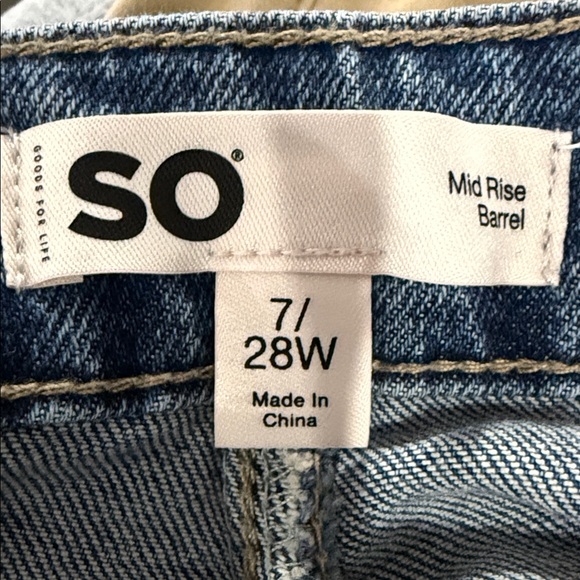 GOODS FOR LIFE
SO®
Mid Rise
Barrel
7/
28W
Made In
China